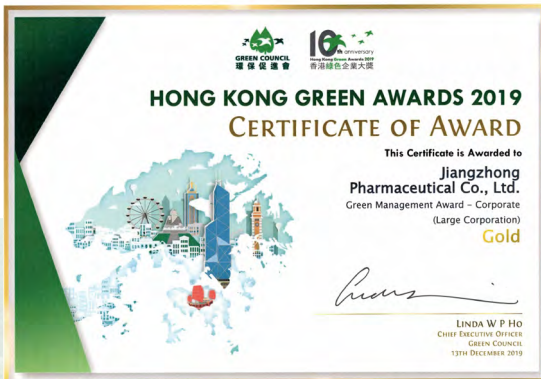 GREEN COUNCIL
環保促進會
10th anniversary
Hong Kong Green Awards 2019
香港綠色企業大獎
HONG KONG GREEN AWARDS 2019
CERTIFICATE OF AWARD
This Certificate is Awarded to
Jiangzhong
Pharmaceutical Co., Ltd.
Green Management Award – Corporate
(Large Corporation)
Gold
LINDA W P HO
CHIEF EXECUTIVE OFFICER
GREEN COUNCIL
13TH DECEMBER 2019